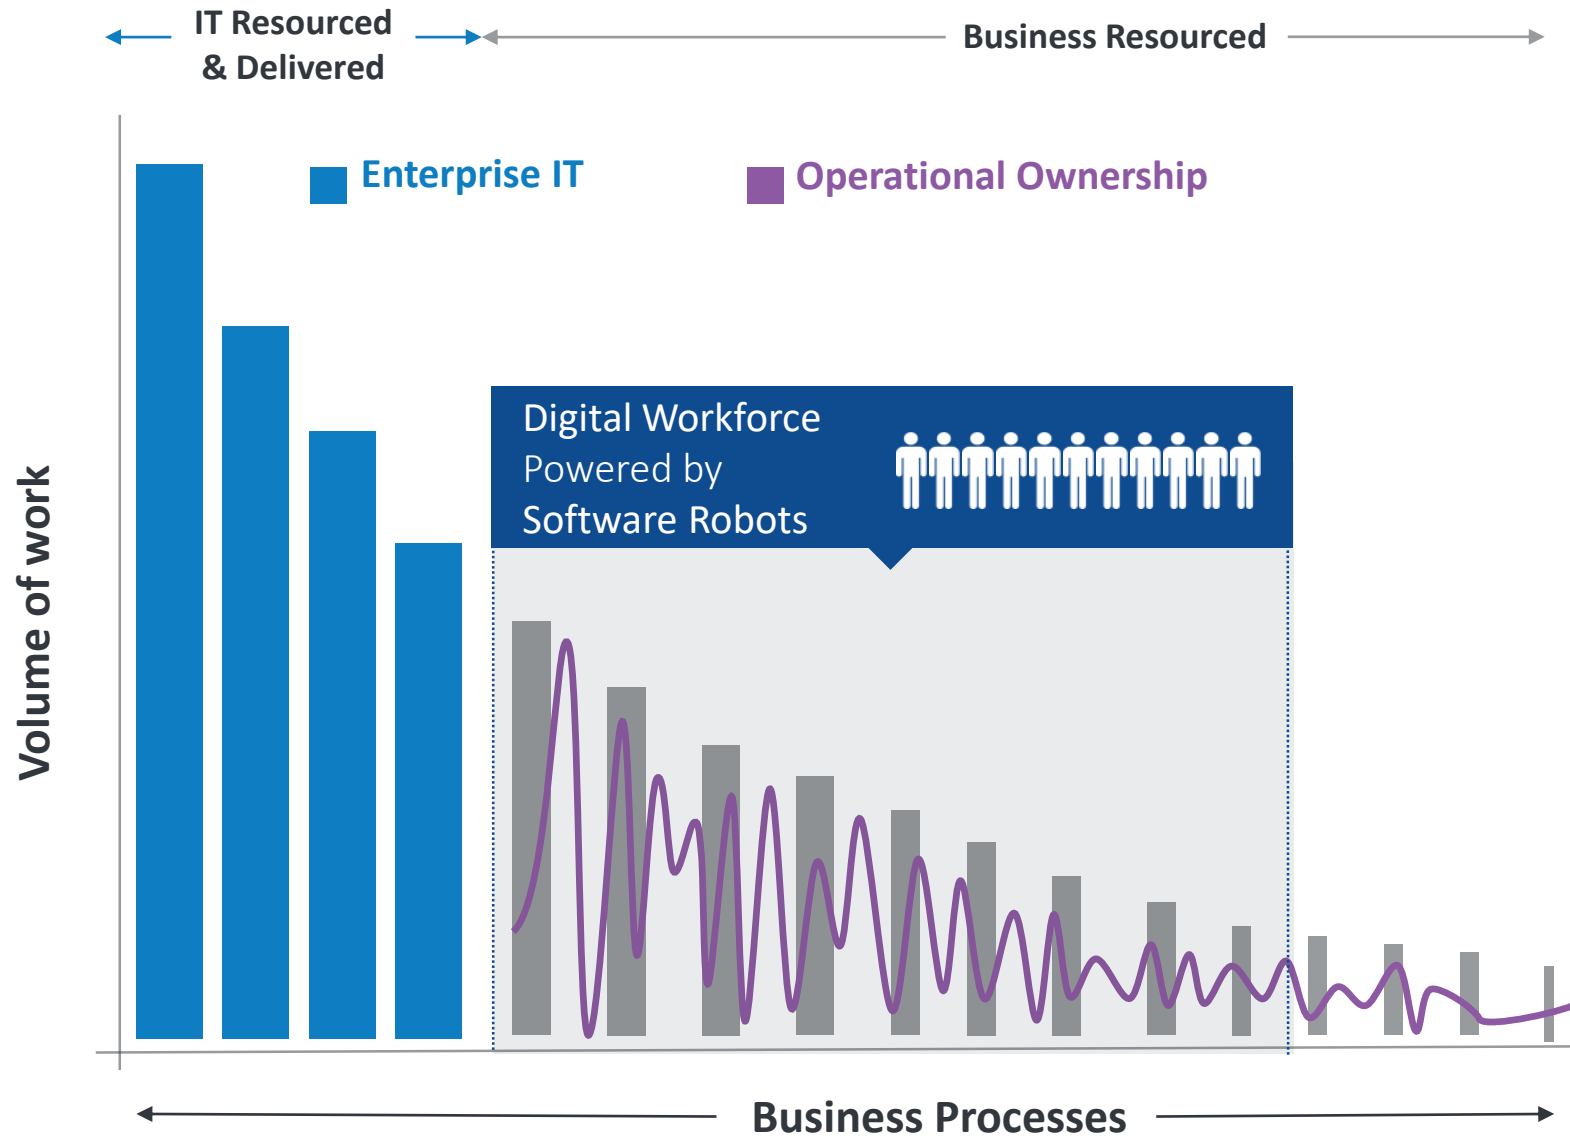 IT Resourced
& Delivered
Business Resourced
Enterprise IT
Operational Ownership
Digital Workforce
Powered by
Software Robots
Volume of work
Business Processes